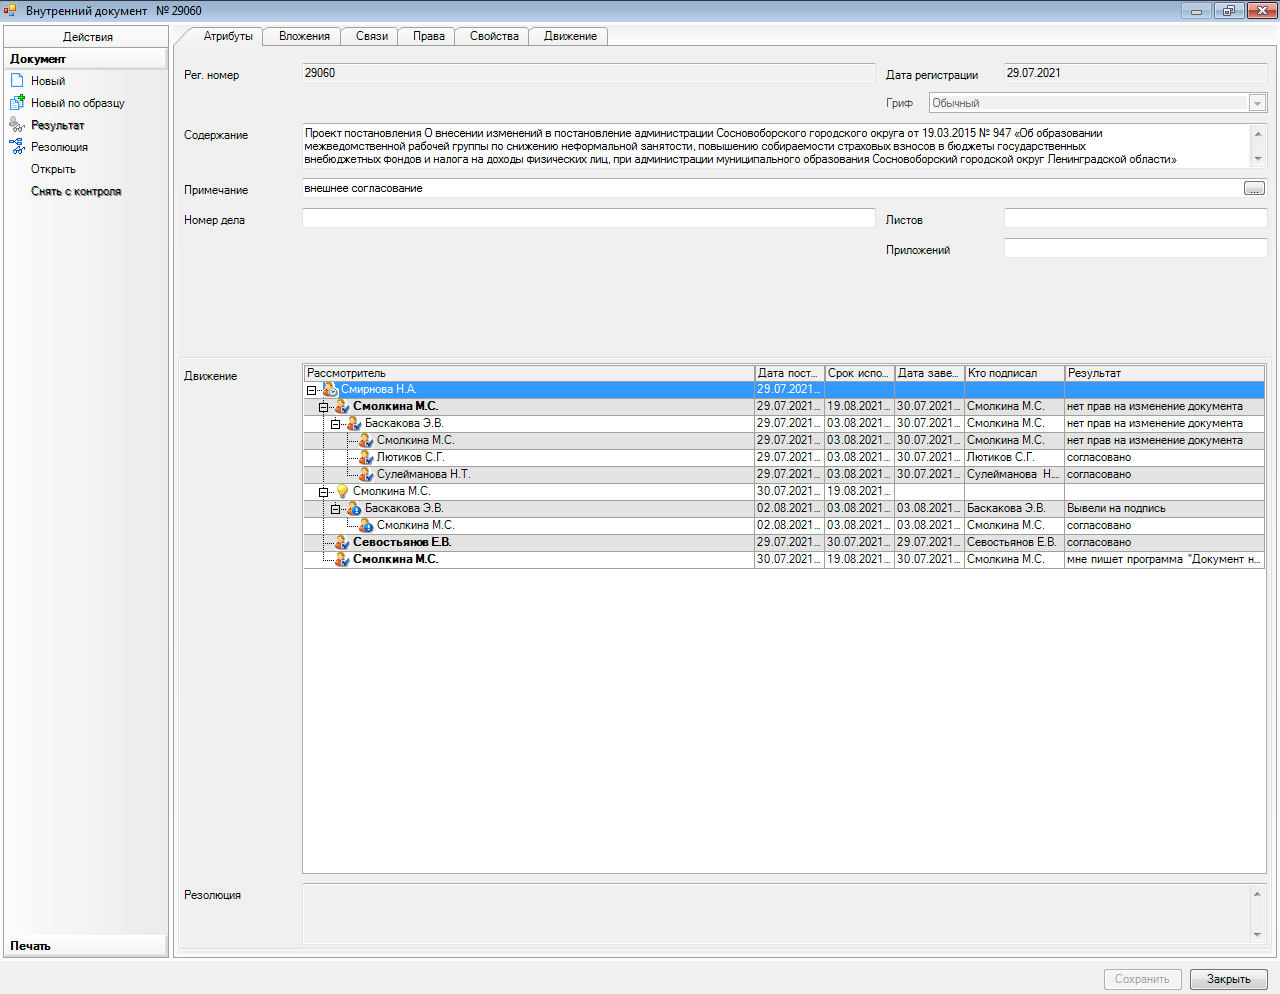 Внутренний документ № 29060
Действия
Документ
Новый
Новый по образцу
Результат
Резолюция
Открыть
Снять с контроля
Печать
Атрибуты Вложения Связи Права Свойства Движение
Рег. номер 29060 Дата регистрации 29.07.2021
Гриф Обычный
Содержание
Проект постановления О внесении изменений в постановление администрации Сосновоборского городского округа от 19.03.2015 № 947 «Об образовании
межведомственной рабочей группы по снижению неформальной занятости, повышению собираемости страховых взносов в бюджеты государственных
внебюджетных фондов и налога на доходы физических лиц, при администрации муниципального образования Сосновоборский городской округ Ленинградской области»
Примечание внешнее согласование ...
Номер дела Листов
Приложений
Движение
Рассмотритель Дата пост... Срок испо... Дата заве... Кто подписал Результат
Смирнова Н.А. 29.07.2021...
Смолкина М.С. 29.07.2021... 19.08.2021... 30.07.2021... Смолкина М.С. нет прав на изменение документа
Баскакова Э.В. 29.07.2021... 03.08.2021... 30.07.2021... Смолкина М.С. нет прав на изменение документа
Смолкина М.С. 29.07.2021... 03.08.2021... 30.07.2021... Смолкина М.С. нет прав на изменение документа
Лютиков С.Г. 29.07.2021... 03.08.2021... 30.07.2021... Лютиков С.Г. согласовано
Сулейманова Н.Т. 29.07.2021... 03.08.2021... 30.07.2021... Сулейманова Н... согласовано
Смолкина М.С. 30.07.2021... 19.08.2021...
Баскакова Э.В. 02.08.2021... 03.08.2021... 03.08.2021... Баскакова Э.В. Вывели на подпись
Смолкина М.С. 02.08.2021... 03.08.2021... 03.08.2021... Смолкина М.С. согласовано
Севостьянов Е.В. 29.07.2021... 30.07.2021... 29.07.2021... Севостьянов Е.В. согласовано
Смолкина М.С. 30.07.2021... 19.08.2021... 30.07.2021... Смолкина М.С. мне пишет программа "Документ н...
Резолюция
Сохранить Закрыть